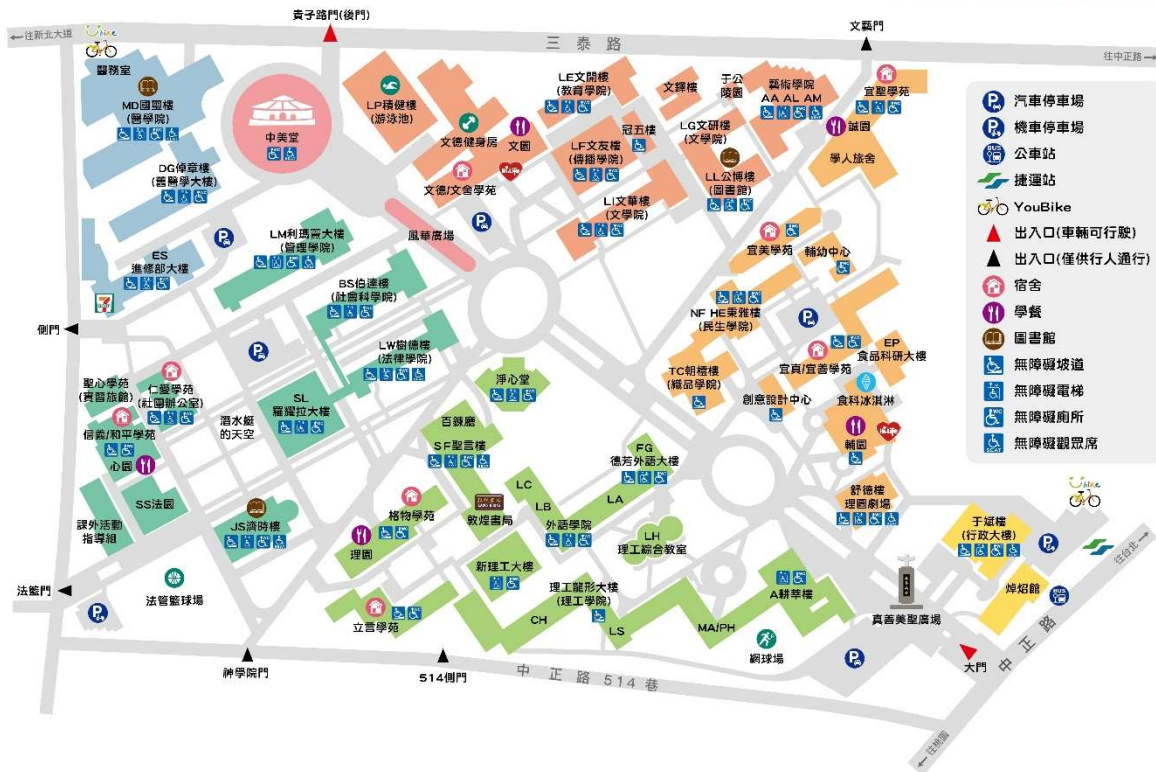 貴子路門(後門)
文藝門
←往新北大道
三泰路
往中正路→
Ubike
醫務室
MD國璽樓
(醫學院)
中美堂
LP積健樓
(游泳池)
文德健身居
文園
文德/文舍學苑
LE文開樓
(教育學院)
文鐸樓
于公
陵園
藝術學院
AA AL AM
宜聖學苑
誠園
學人旅舍
冠五樓
LG文研樓
(文學院)
LF文友樓
(傳播學院)
LL公博樓
(圖書館)
LI文華樓
(文學院)
DG倬章樓
(舊醫學大樓)
風華廣場
ES
進修部大樓
LM利瑪竇大樓
(管理學院)
BS伯達樓
(社會科學院)
宜美學苑
輔幼中心
NF HE秉雅樓
(民生學院)
宜真/宜善學苑
EP
食品科研大樓
側門
LW樹德樓
(法律學院)
TC朝橒樓
(織品學院)
創意設計中心
食科冰淇淋
聖心學苑
(實習旅館)
仁愛學苑
(社團辦公室)
SL
羅耀拉大樓
淨心堂
輔園
信義/和平學苑
潛水艇
的天空
百鍊廳
SF聖言樓
FG
德芳外語大樓
心園
SS法園
LC
LB
LA
舒德樓
理圖劇場
課外活動
指導組
JS濟時樓
格物學苑
敦煌書局
外語學院
LH
理工綜合教室
于斌樓
(行政大樓)
理園
新理工大樓
法籃門
法管籃球場
立言學苑
理工龍形大樓
(理工學院)
CH
LS
MA/PH
A耕莘樓
真善美聖廣場
焯炤館
網球場
大門
神學院門
514側門
中正路514巷
中正路
往台北→
←往桃園
汽車停車場
機車停車場
公車站
捷運站
YouBike
出入口(車輛可行駛)
出入口(僅供行人通行)
宿舍
學餐
圖書館
無障礙坡道
無障礙電梯
無障礙廁所
無障礙觀眾席